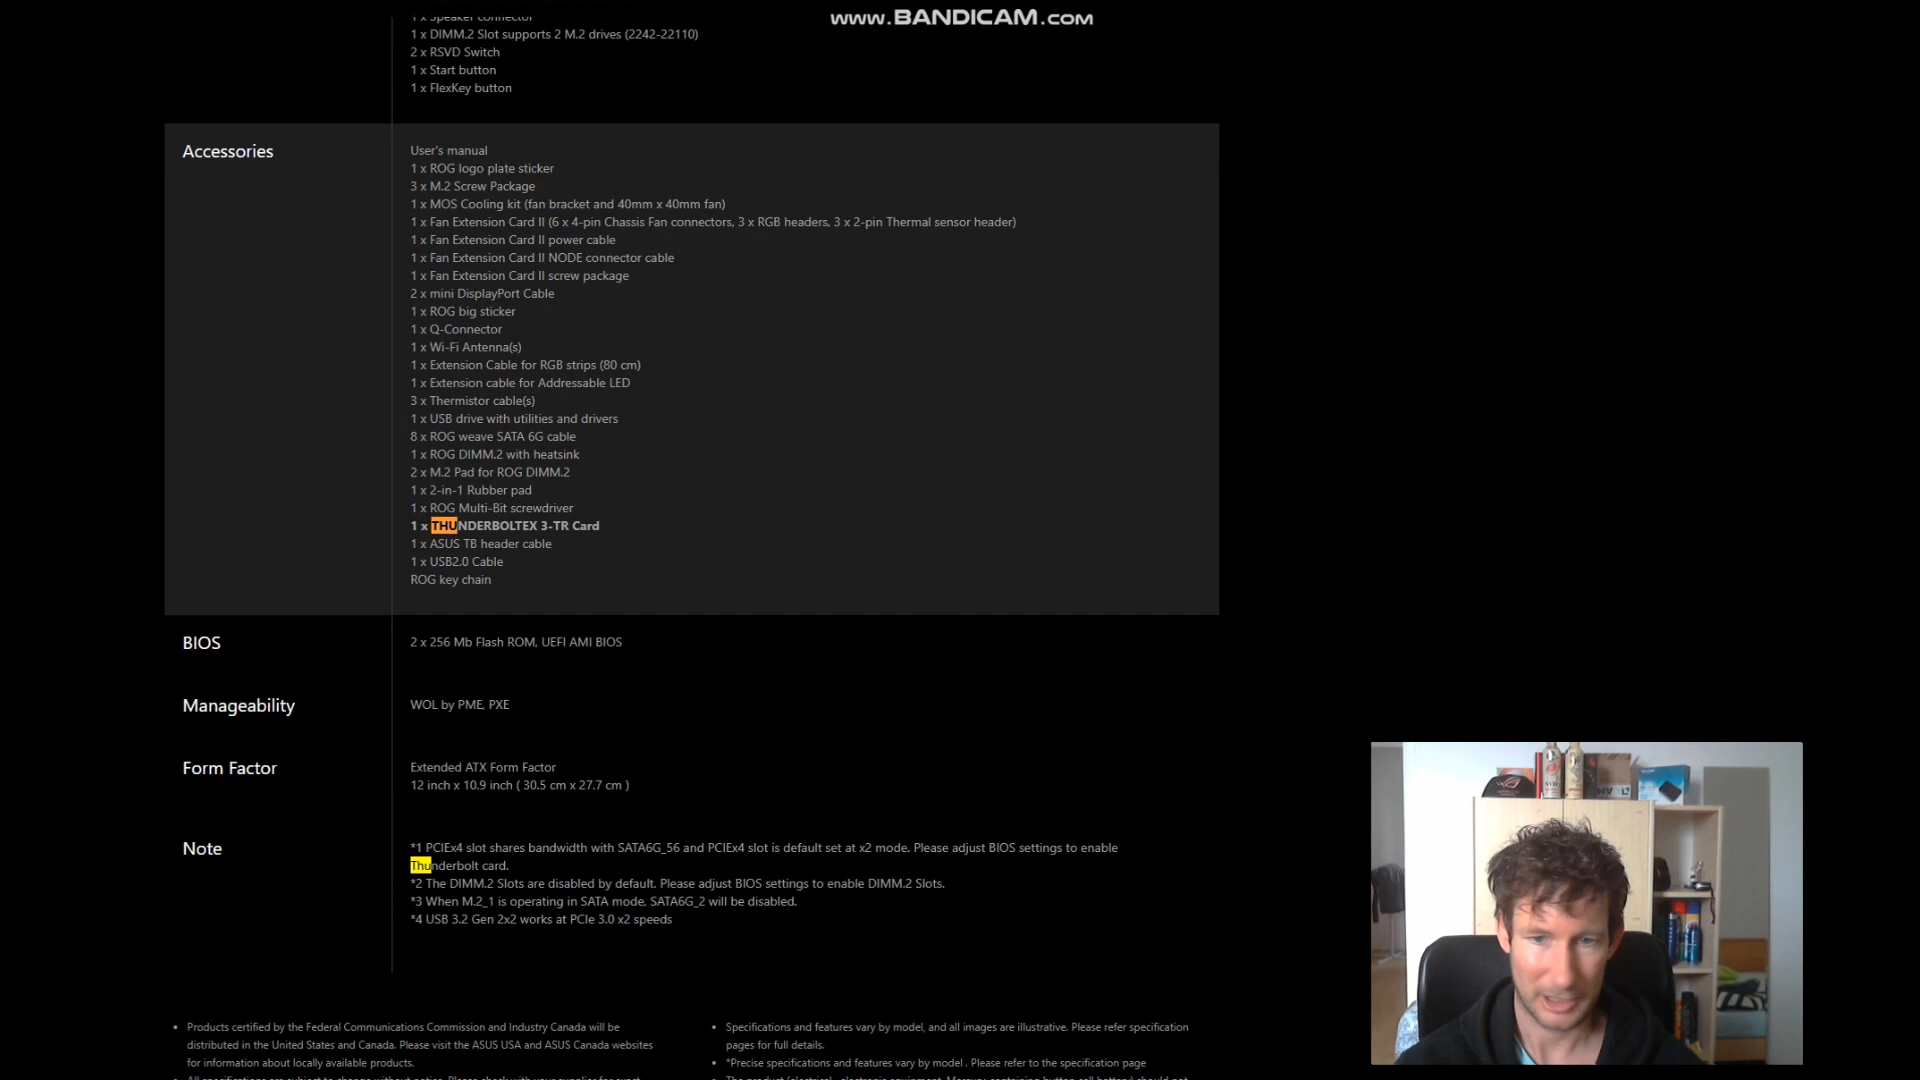 1 x Speaker connector
www.BANDICAM.com
1 x DIMM.2 Slot supports 2 M.2 drives (2242-22110)
2 x RSVD Switch
1 x Start button
1 x FlexKey button
Accessories
User's manual
1 x ROG logo plate sticker
3 x M.2 Screw Package
1 x MOS Cooling kit (fan bracket and 40mm x 40mm fan)
1 x Fan Extension Card II (6 x 4-pin Chassis Fan connectors, 3 x RGB headers, 3 x 2-pin Thermal sensor header)
1 x Fan Extension Card II power cable
1 x Fan Extension Card II NODE connector cable
1 x Fan Extension Card II screw package
2 x mini DisplayPort Cable
1 x ROG big sticker
1 x Q-Connector
1 x Wi-Fi Antenna(s)
1 x Extension Cable for RGB strips (80 cm)
1 x Extension cable for Addressable LED
3 x Thermistor cable(s)
1 x USB drive with utilities and drivers
8 x ROG weave SATA 6G cable
1 x ROG DIMM.2 with heatsink
2 x M.2 Pad for ROG DIMM.2
1 x 2-in-1 Rubber pad
1 x ROG Multi-Bit screwdriver
1 x THUNDERBOLTEX 3-TR Card
1 x ASUS TB header cable
1 x USB2.0 Cable
ROG key chain
BIOS
2 x 256 Mb Flash ROM, UEFI AMI BIOS
Manageability
WOL by PME, PXE
Form Factor
Extended ATX Form Factor
12 inch x 10.9 inch ( 30.5 cm x 27.7 cm )
Note
*1 PCIEx4 slot shares bandwidth with SATA6G_56 and PCIEx4 slot is default set at x2 mode. Please adjust BIOS settings to enable
Thunderbolt card.
*2 The DIMM.2 Slots are disabled by default. Please adjust BIOS settings to enable DIMM.2 Slots.
*3 When M.2_1 is operating in SATA mode, SATA6G_2 will be disabled.
*4 USB 3.2 Gen 2x2 works at PCIe 3.0 x2 speeds
• Products certified by the Federal Communications Commission and Industry Canada will be
distributed in the United States and Canada. Please visit the ASUS USA and ASUS Canada websites
for information about locally available products.
• Specifications and features vary by model, and all images are illustrative. Please refer specification
pages for full details.
• *Precise specifications and features vary by model . Please refer to the specification page